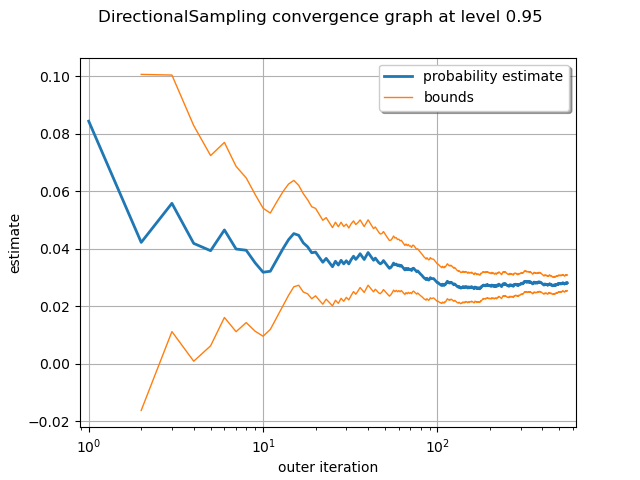 DirectionalSampling convergence graph at level 0.95
probability estimate
bounds
0.10
0.08
0.06
0.04
0.02
0.00
−0.02
estimate
10⁰
10¹
10²
outer iteration